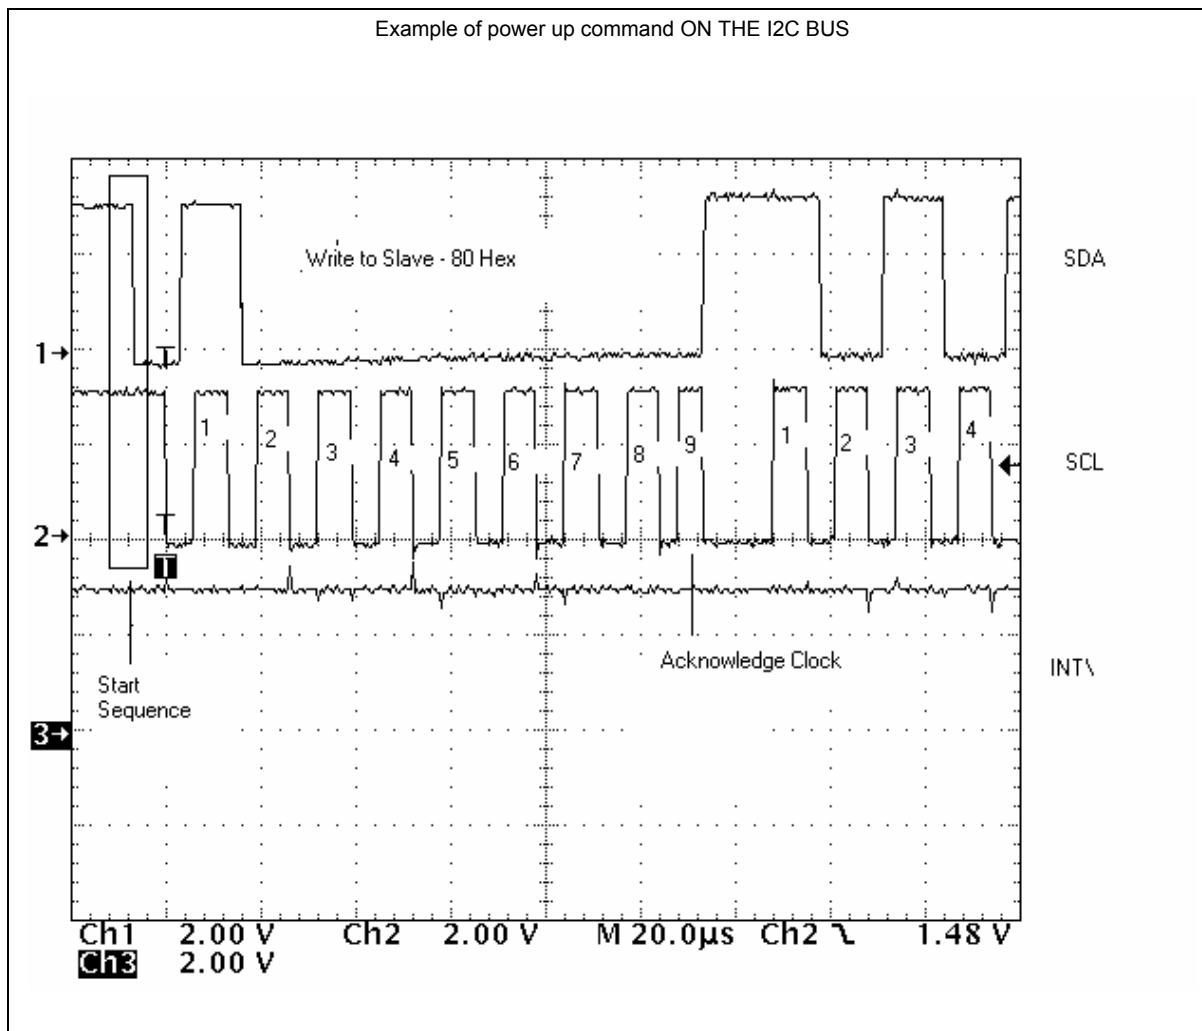 Example of power up command ON THE I2C BUS
Write to Slave - 80 Hex
SDA
1→
T
1 2 3 4 5 6 7 8 9 1 2 3 4
SCL
T
2→
T
Acknowledge Clock
INT\
Start
Sequence
3→
Ch1 2.00 V Ch2 2.00 V M 20.0µs Ch2 1.48 V
Ch3 2.00 V